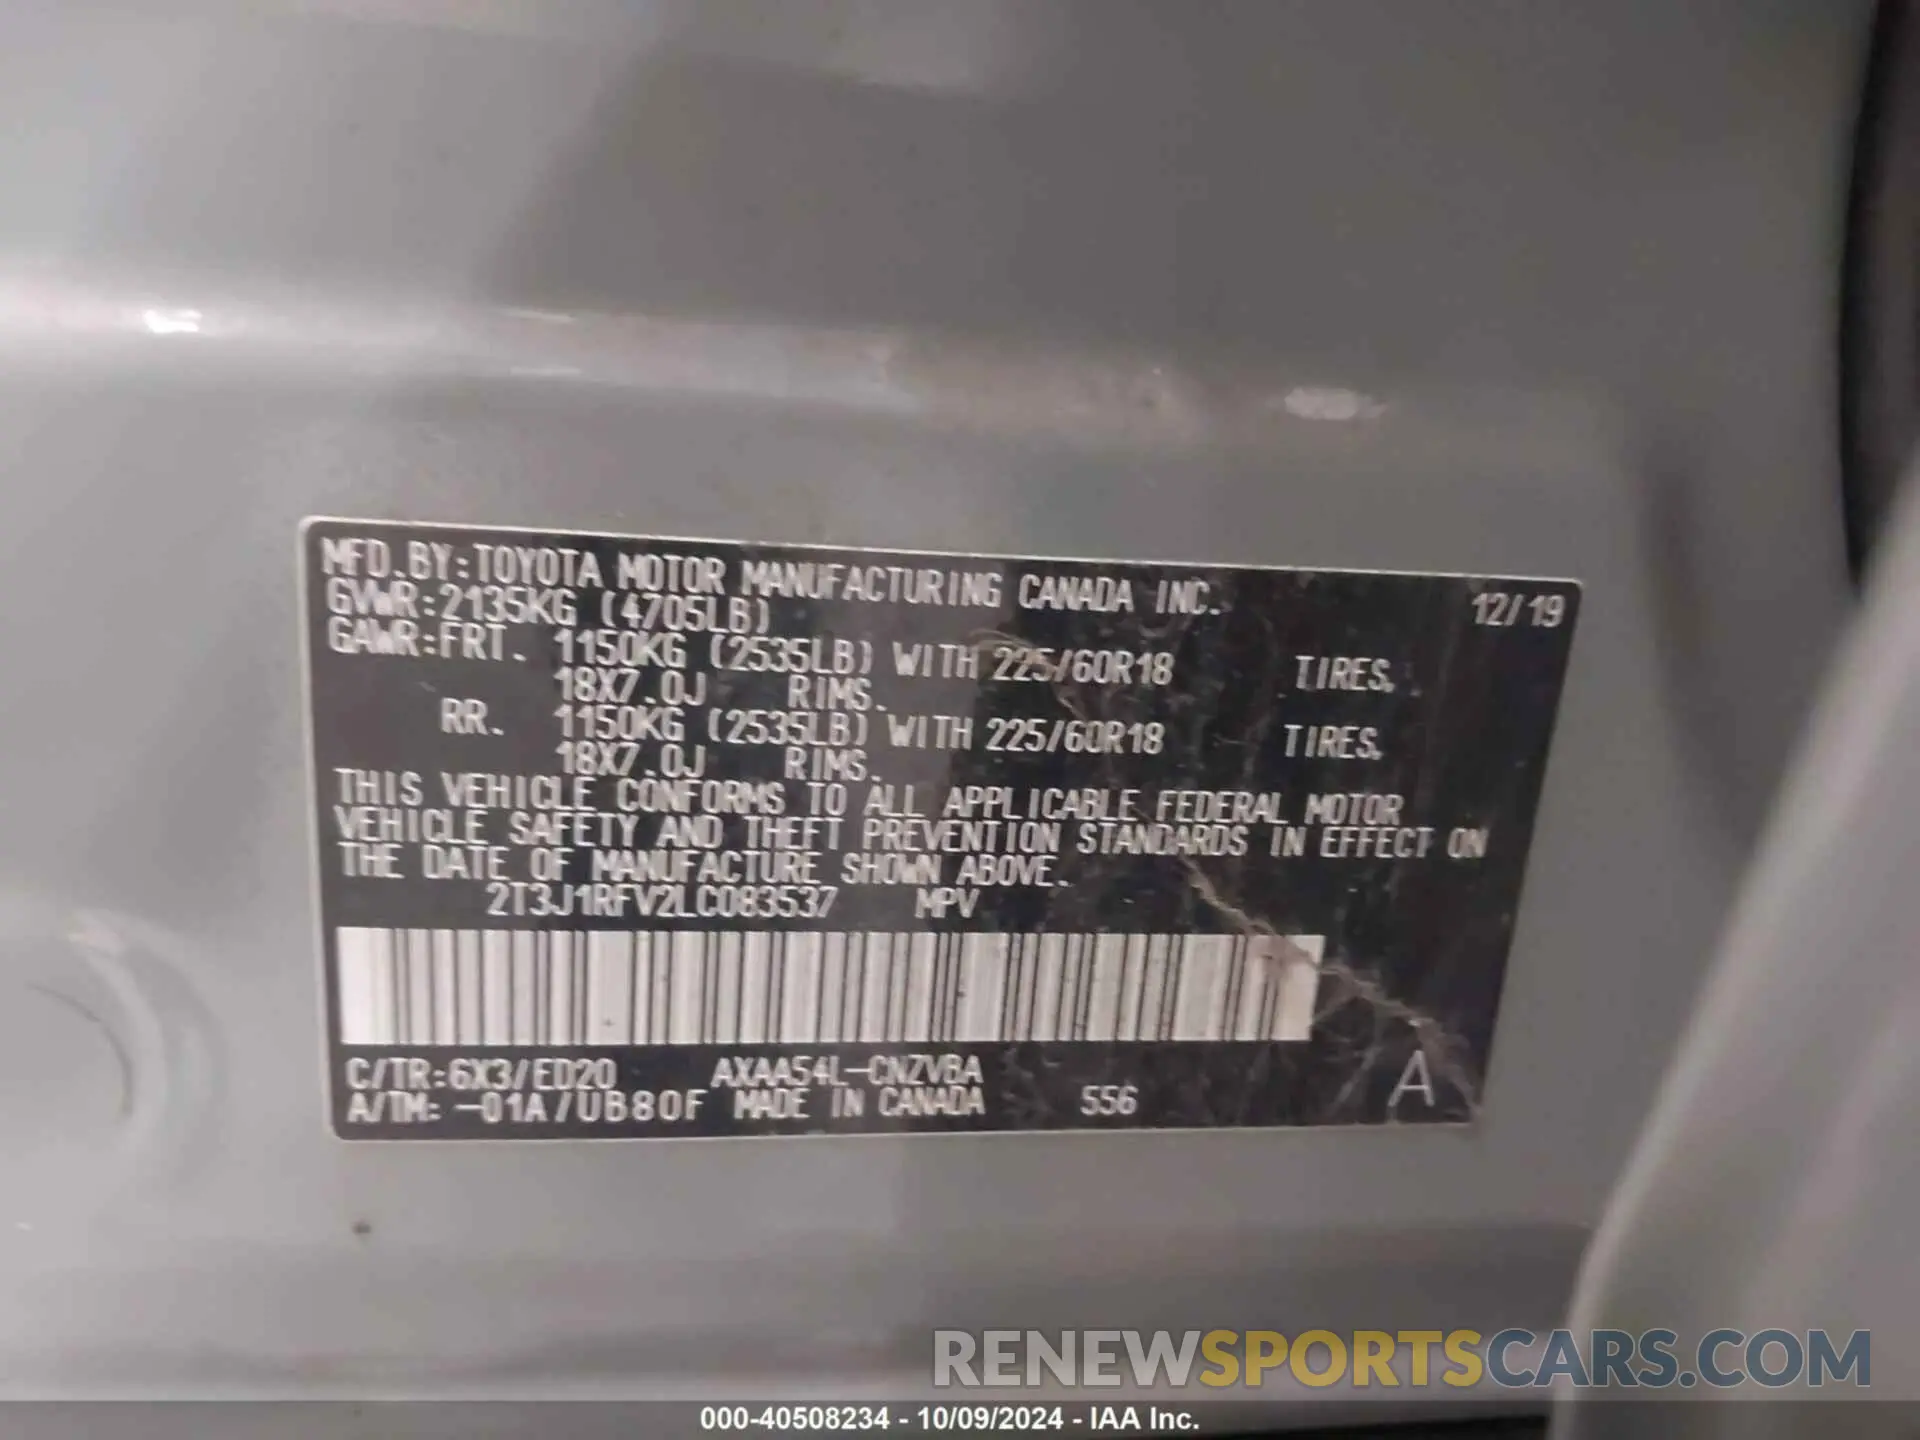 MFD.BY:TOYOTA MOTOR MANUFACTURING CANADA INC. 12/19
GVWR:2135KG (4705LB)
GAWR:FRT. 1150KG (2535LB) WITH 225/60R18 TIRES.
18X7.0J RIMS.
RR. 1150KG (2535LB) WITH 225/60R18 TIRES.
18X7.0J RIMS.
THIS VEHICLE CONFORMS TO ALL APPLICABLE FEDERAL MOTOR
VEHICLE SAFETY AND THEFT PREVENTION STANDARDS IN EFFECT ON
THE DATE OF MANUFACTURE SHOWN ABOVE.
2T3J1RFV2LC083537 MPV
C/TR:6X3/ED20 AXAA54L-CNZVBA
A/TM: -01A/UB80F MADE IN CANADA 556 A
RENEWSPORTSCARS.COM
000-40508234 - 10/09/2024 - IAA Inc.